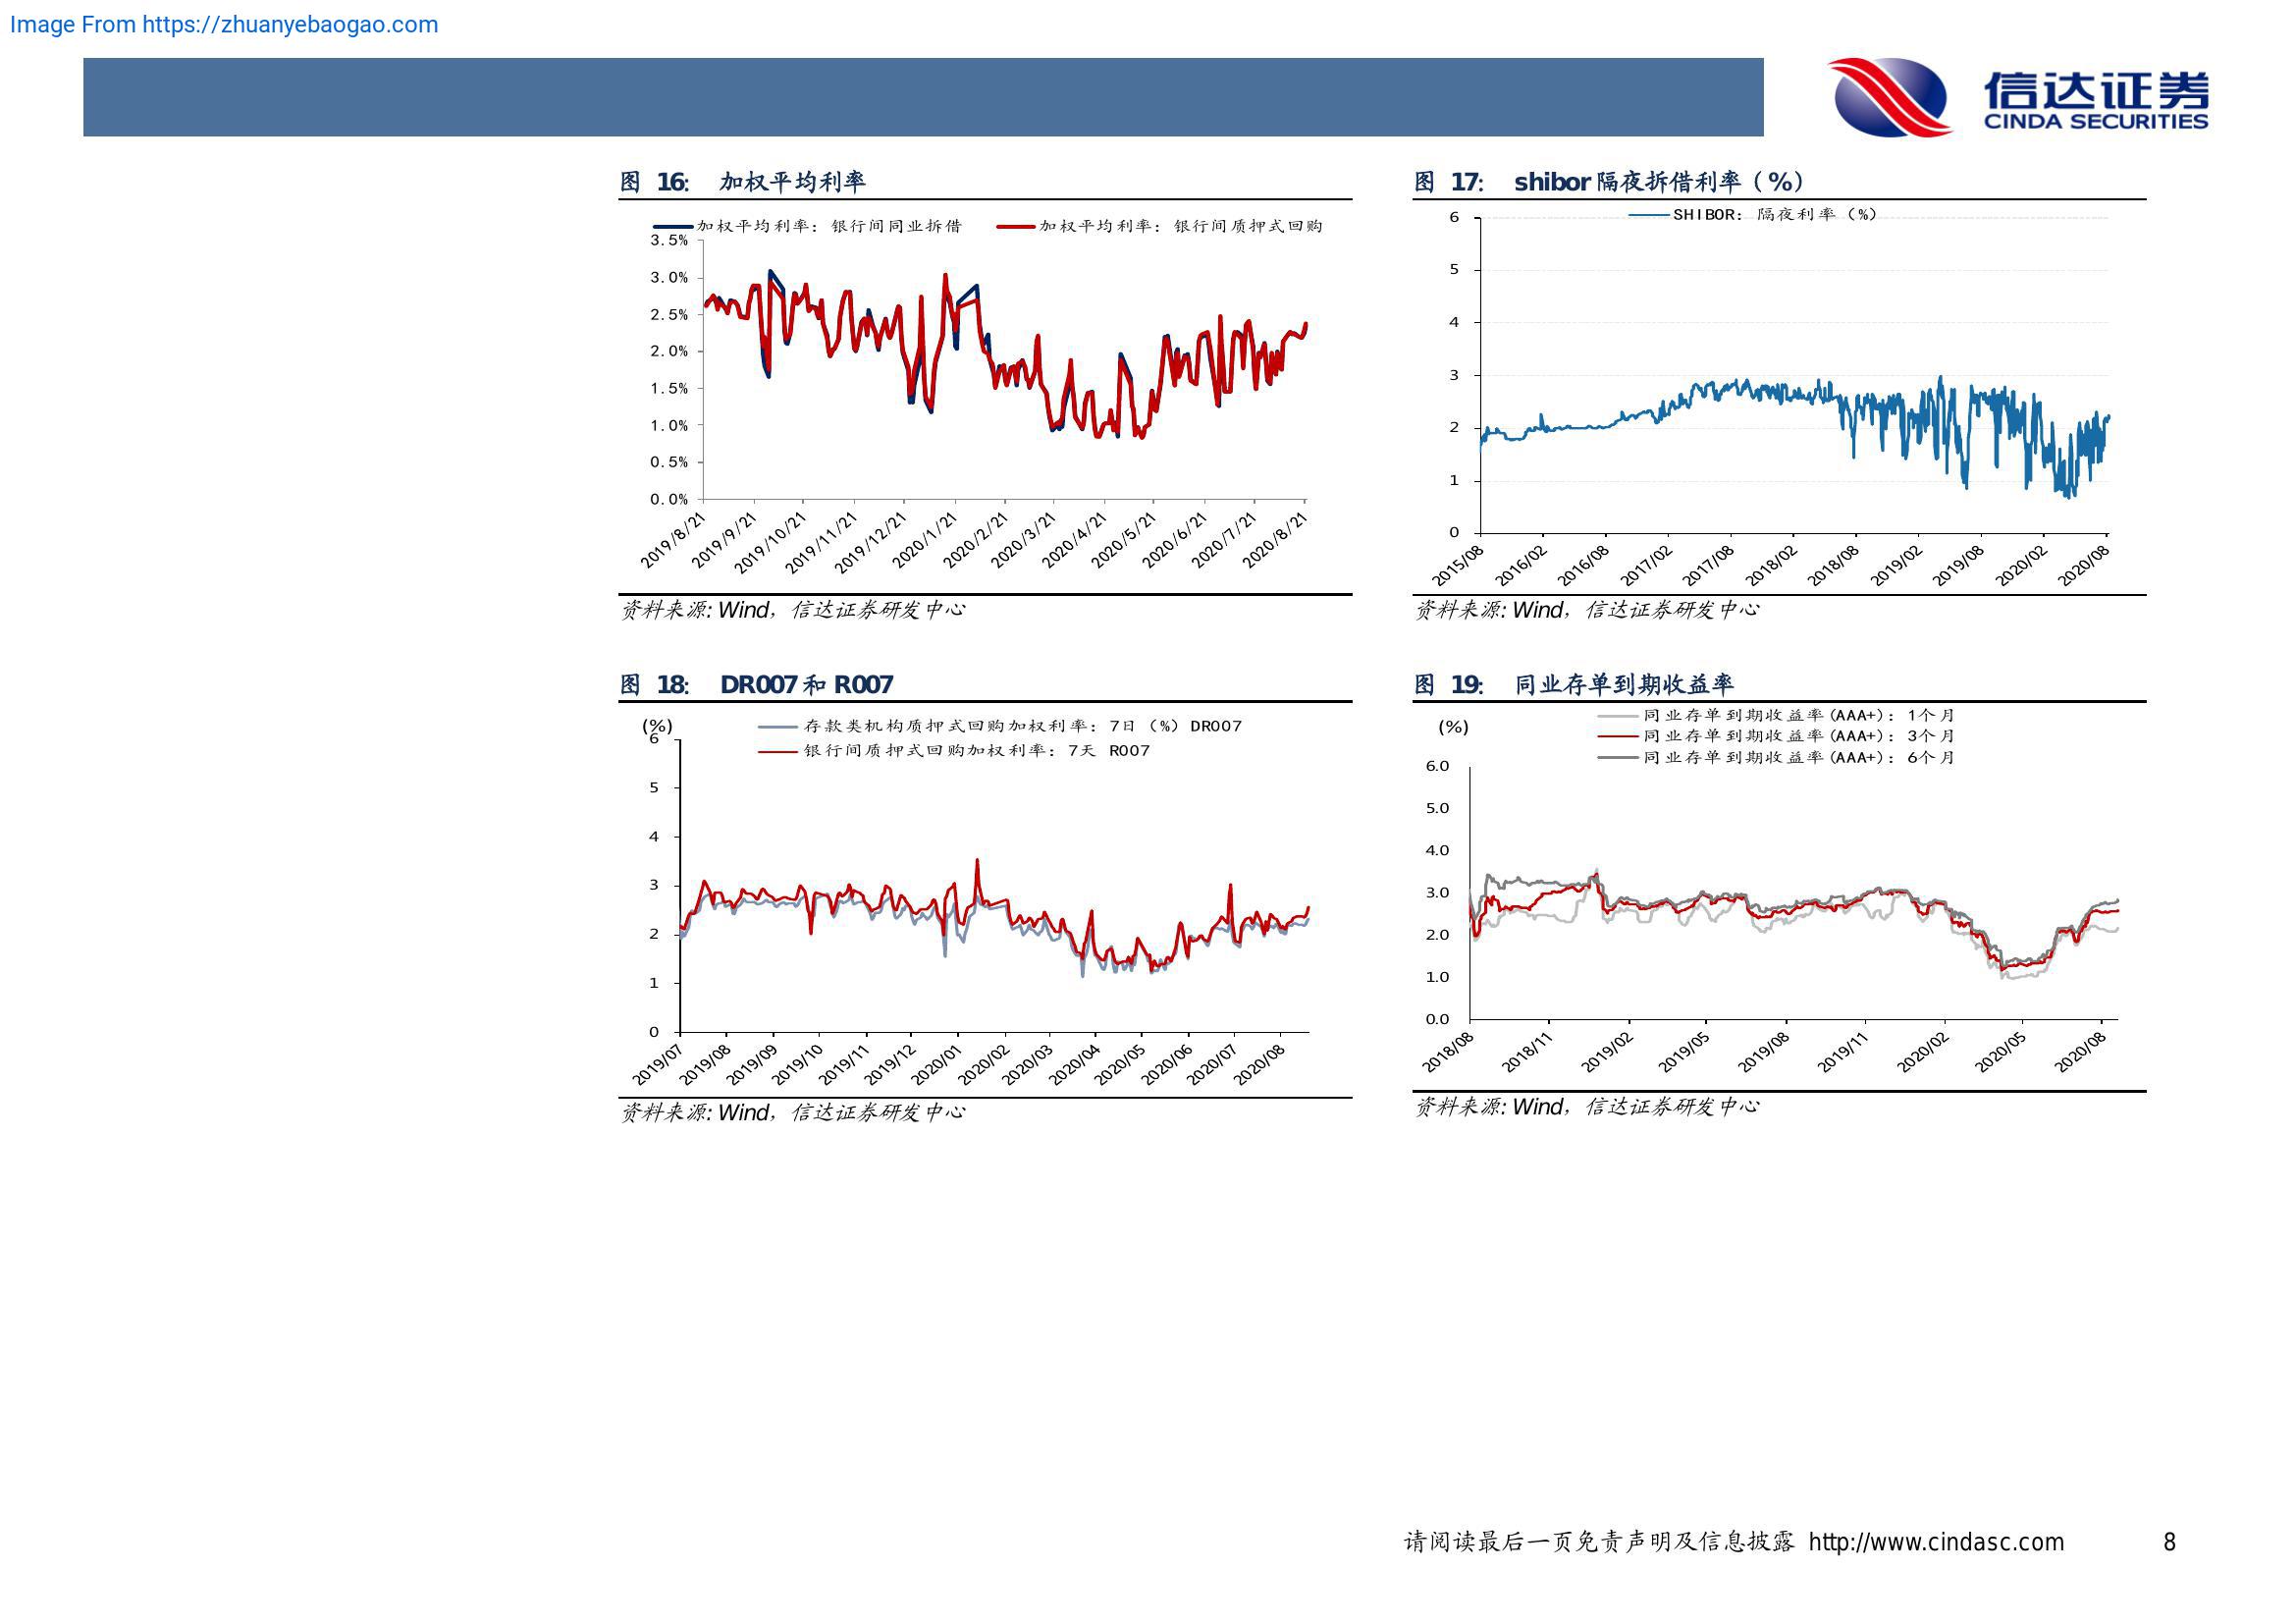 Image From https://zhuanyebaogao.com
信达证券
CINDA SECURITIES
图 16: 加权平均利率
加权平均利率: 银行间同业拆借 加权平均利率: 银行间质押式回购
3.5%
3.0%
2.5%
2.0%
1.5%
1.0%
0.5%
0.0%
2019/8/21 2019/9/21 2019/10/21 2019/11/21 2019/12/21 2020/1/21 2020/2/21 2020/3/21 2020/4/21 2020/5/21 2020/6/21 2020/7/21 2020/8/21
资料来源: Wind, 信达证券研发中心
图 17: shibor 隔夜拆借利率 (%)
SHIBOR: 隔夜利率 (%)
6
5
4
3
2
1
0
2015/08 2016/02 2016/08 2017/02 2017/08 2018/02 2018/08 2019/02 2019/08 2020/02 2020/08
资料来源: Wind, 信达证券研发中心
图 18: DR007 和 R007
(%)
存款类机构质押式回购加权利率: 7日 (%) DR007
银行间质押式回购加权利率: 7天 R007
6
5
4
3
2
1
0
2019/07 2019/08 2019/09 2019/10 2019/11 2019/12 2020/01 2020/02 2020/03 2020/04 2020/05 2020/06 2020/07 2020/08
资料来源: Wind, 信达证券研发中心
图 19: 同业存单到期收益率
(%)
同业存单到期收益率(AAA+): 1个月
同业存单到期收益率(AAA+): 3个月
同业存单到期收益率(AAA+): 6个月
6.0
5.0
4.0
3.0
2.0
1.0
0.0
2018/08 2018/11 2019/02 2019/05 2019/08 2019/11 2020/02 2020/05 2020/08
资料来源: Wind, 信达证券研发中心
请阅读最后一页免责声明及信息披露 http://www.cindasc.com 8